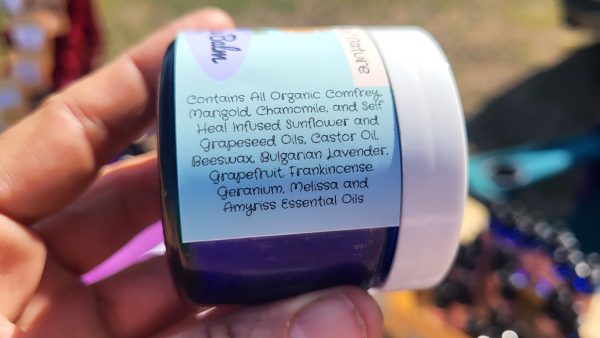 Balm
Mixture
Contains All Organic Comfrey,
Marigold, Chamomile, and Self
Heal Infused Sunflower and
Grapeseed Oils, Castor Oil,
Beeswax, Bulgarian Lavender,
Grapefruit, Frankincense,
Geranium, Melissa and
Amyriss Essential Oils